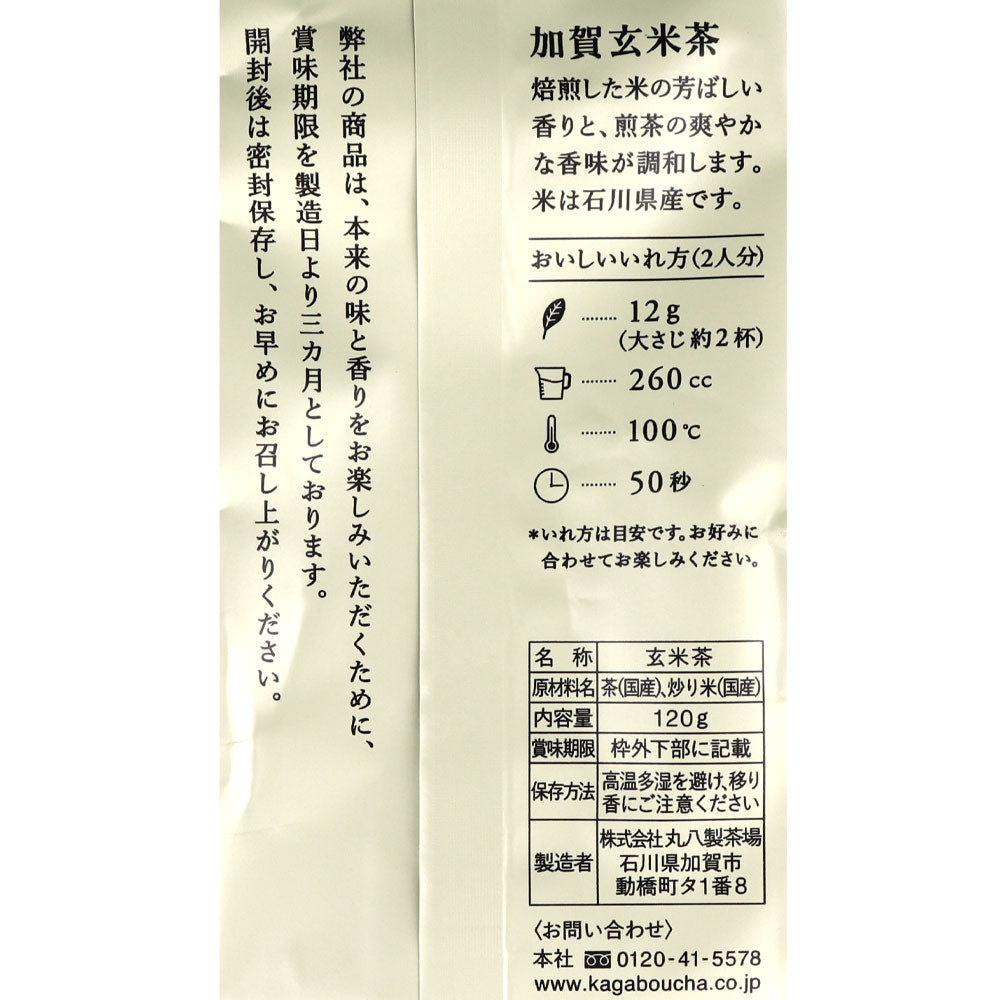 弊社の商品は、本来の味と香りをお楽しみいただくために、
賞味期限を製造日より三カ月としております。
開封後は密封保存し、お早めにお召し上がりください。
加賀玄米茶
焙煎した米の芳ばしい
香りと、煎茶の爽やか
な香味が調和します。
米は石川県産です。
おいしいいれ方(2人分)
........ 12g
(大さじ約2杯)
........ 260cc
........ 100℃
........ 50秒
*いれ方は目安です。お好みに
合わせてお楽しみください。
名 称 玄米茶
原材料名 茶(国産)、炒り米(国産)
内容量 120g
賞味期限 枠外下部に記載
保存方法 高温多湿を避け、移り
香にご注意ください
製造者 株式会社 丸八製茶場
石川県加賀市
動橋町タ1番8
〈お問い合わせ〉
本社 0120-41-5578
www.kagaboucha.co.jp